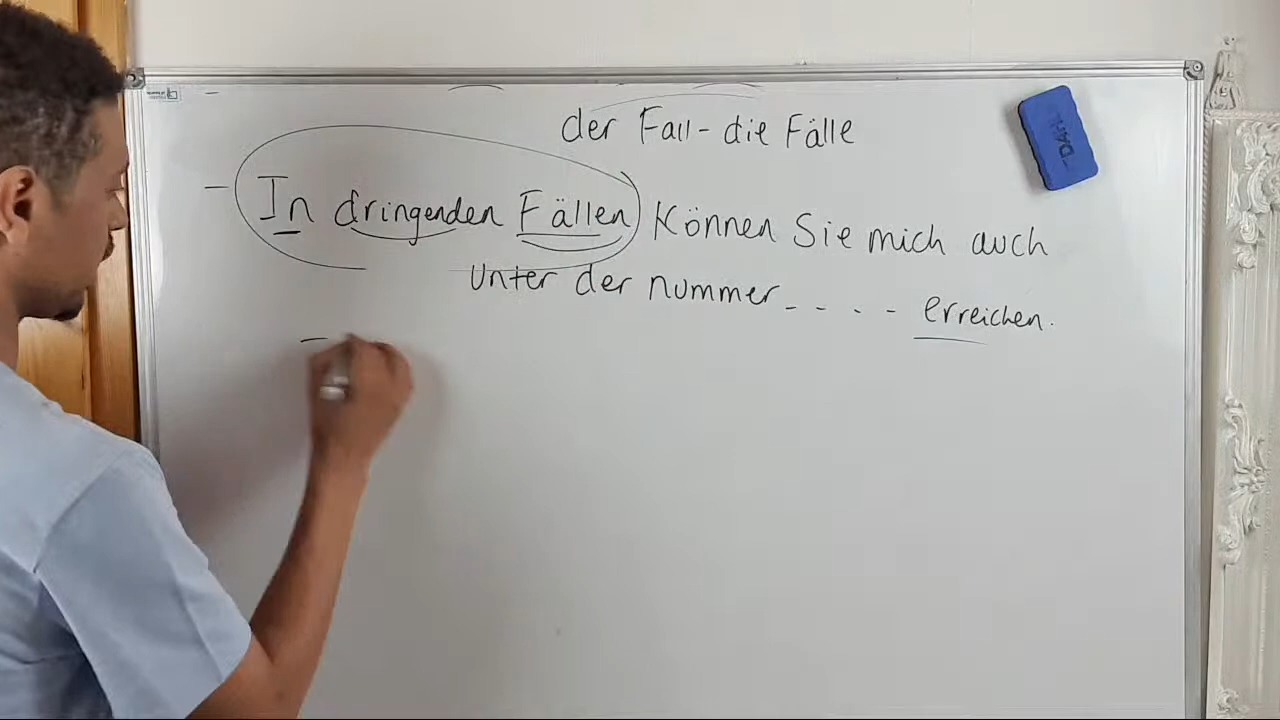 der Fall - die Fälle
- In dringenden Fällen Können Sie mich auch
unter der nummer - - - - erreichen.
-